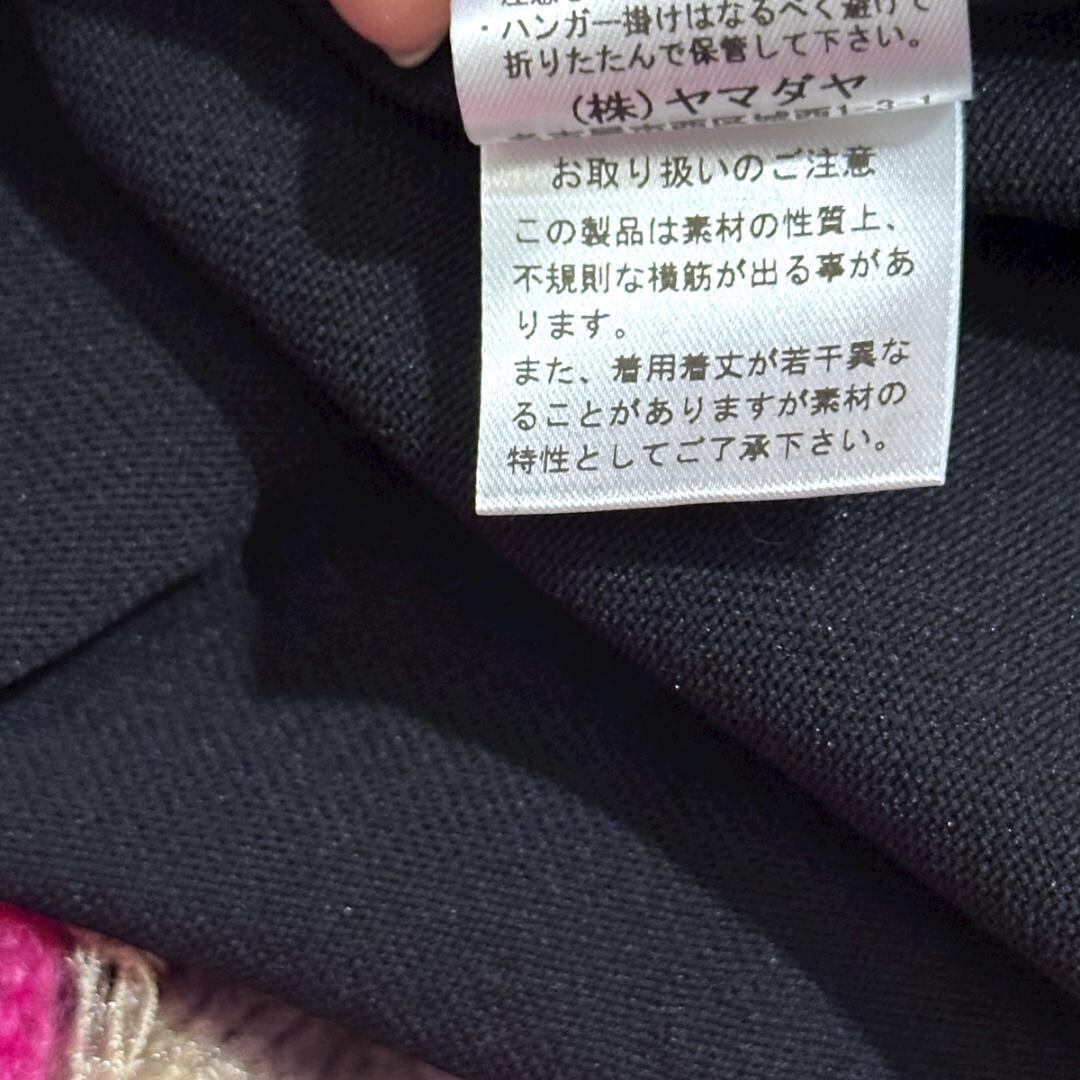 ・ハンガー掛けはなるべく避けて
折りたたんで保管して下さい。
(株)ヤマダヤ
お取り扱いのご注意
この製品は素材の性質上、
不規則な横筋が出る事があ
ります。
また、着用着丈が若干異な
ることがありますが素材の
特性としてご了承下さい。